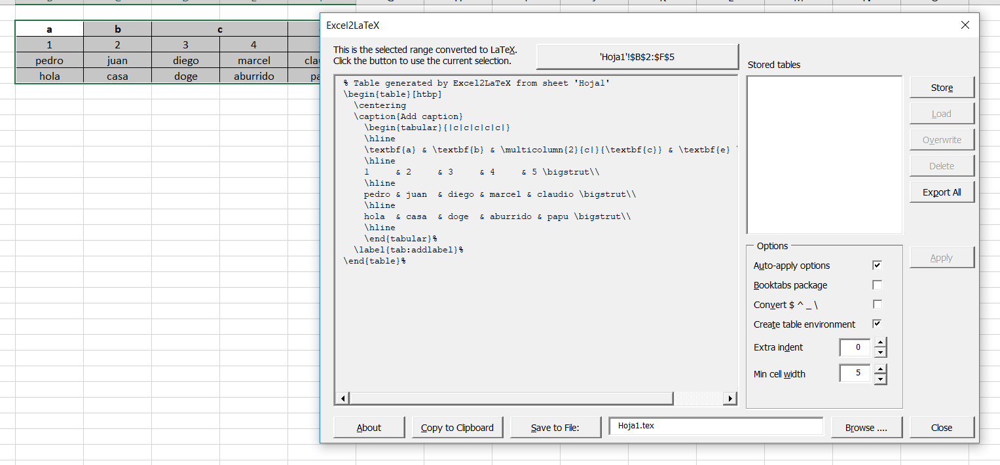 Excel2LaTeX
a b c
1 2 3 4
pedro juan diego marcel
hola casa doge aburrido
This is the selected range converted to LaTeX.
Click the button to use the current selection.
'Hoja1'!$B$2:$F$5
% Table generated by Excel2LaTeX from sheet 'Hoja1'
\begin{table}[htbp]
\centering
\caption{Add caption}
\begin{tabular}{|c|c|c|c|c|}
\hline
\textbf{a} & \textbf{b} & \multicolumn{2}{c|}{\textbf{c}} & \textbf{e}
\hline
1 & 2 & 3 & 4 & 5 \bigstrut\\
\hline
pedro & juan & diego & marcel & claudio \bigstrut\\
\hline
hola & casa & doge & aburrido & papu \bigstrut\\
\hline
\end{tabular}%
\label{tab:addlabel}%
\end{table}%
Stored tables
Store
Load
Overwrite
Delete
Export All
Options
Auto-apply options
Booktabs package
Convert $ ^ _ \
Create table environment
Extra indent 0
Min cell width 5
Apply
About
Copy to Clipboard
Save to File:
Hoja1.tex
Browse ....
Close